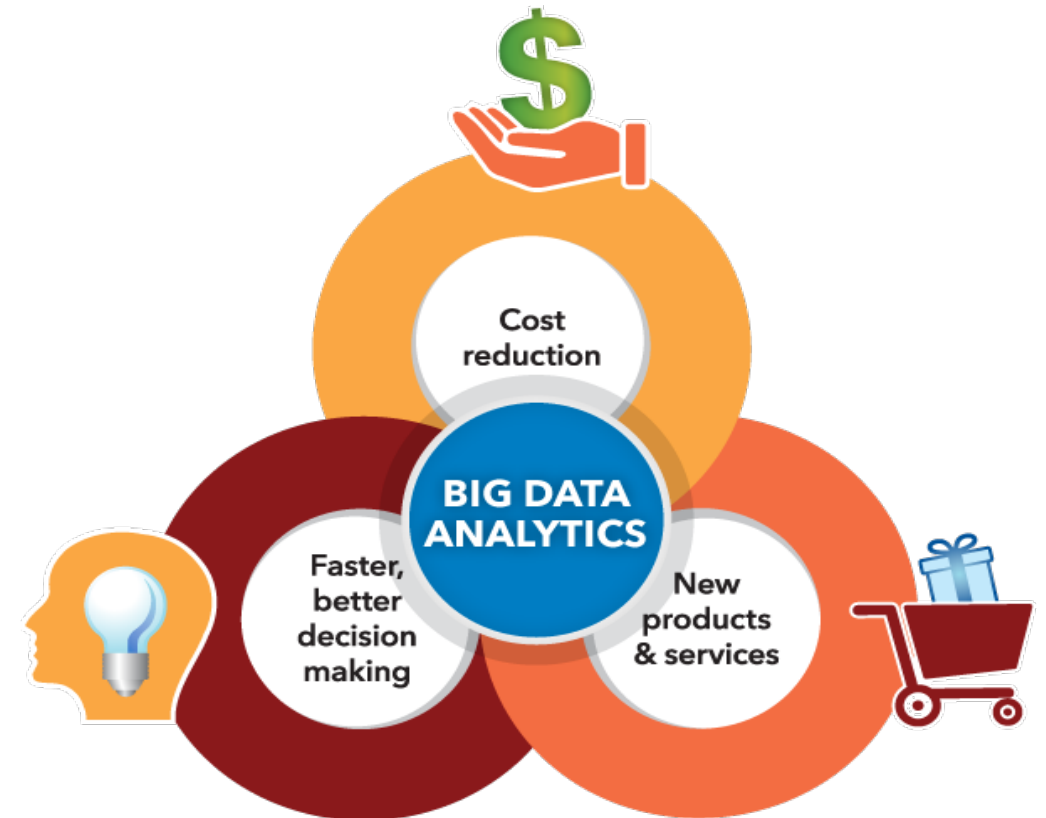 Cost
reduction
BIG DATA
ANALYTICS
Faster,
better
decision
making
New
products
& services